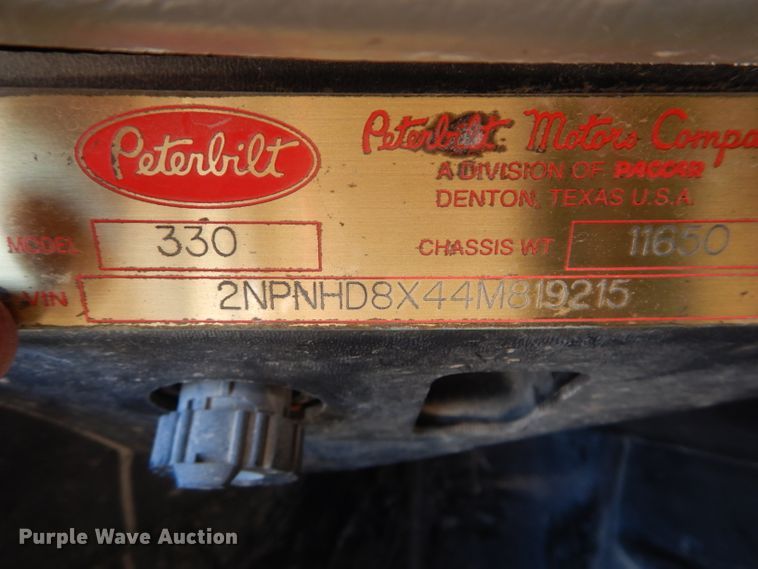 Peterbilt
Peterbilt Motors Compa
A DIVISION OF PACCAR
DENTON, TEXAS U.S.A.
MODEL 330 CHASSIS WT 11650
VIN 2NPNHD8X44M819215
Purple Wave Auction